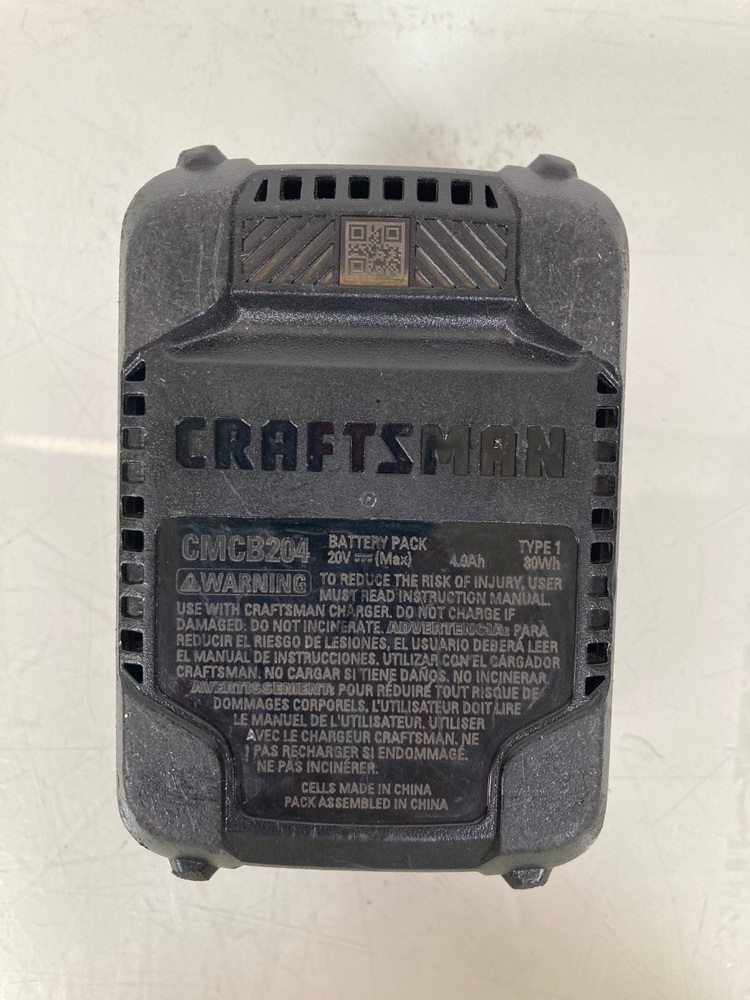 CRAFTSMAN
CMCB204 BATTERY PACK TYPE 1
20V ⎓ (Max) 4.0Ah 80Wh
⚠WARNING TO REDUCE THE RISK OF INJURY, USER
MUST READ INSTRUCTION MANUAL.
USE WITH CRAFTSMAN CHARGER. DO NOT CHARGE IF
DAMAGED. DO NOT INCINERATE. ADVERTENCIA: PARA
REDUCIR EL RIESGO DE LESIONES, EL USUARIO DEBERÁ LEER
EL MANUAL DE INSTRUCCIONES. UTILIZAR CON EL CARGADOR
CRAFTSMAN. NO CARGAR SI TIENE DAÑOS. NO INCINERAR.
AVERTISSEMENT: POUR RÉDUIRE TOUT RISQUE DE
DOMMAGES CORPORELS, L'UTILISATEUR DOIT LIRE
LE MANUEL DE L'UTILISATEUR. UTILISER
AVEC LE CHARGEUR CRAFTSMAN. NE
PAS RECHARGER SI ENDOMMAGÉ.
NE PAS INCINÉRER.
CELLS MADE IN CHINA
PACK ASSEMBLED IN CHINA